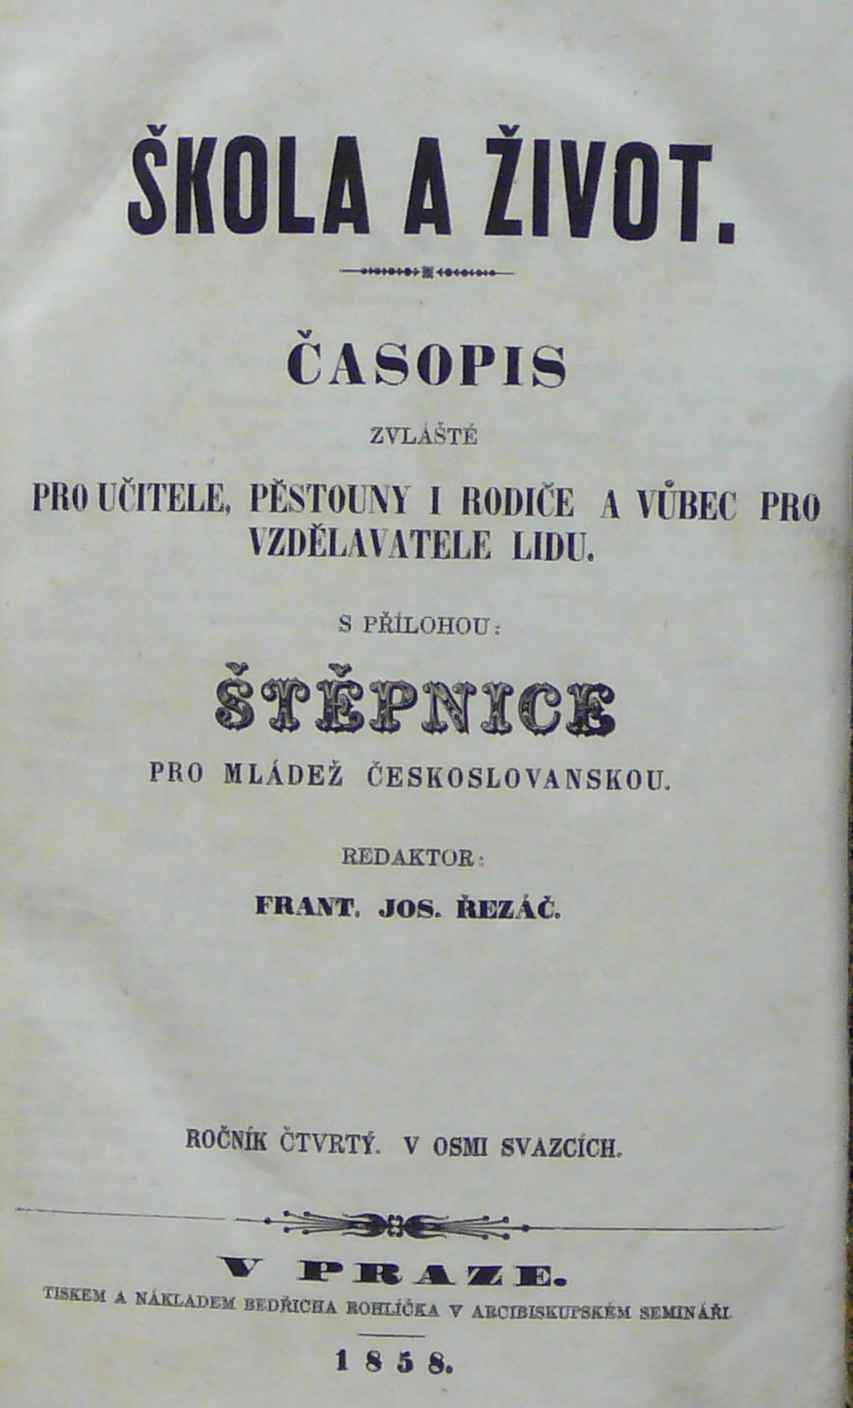 ŠKOLA A ŽIVOT.
ČASOPIS
ZVLÁŠTĚ
PRO UČITELE, PĚSTOUNY I RODIČE A VŮBEC PRO
VZDĚLAVATELE LIDU.
S PŘÍLOHOU:
ŠTĚPNICE
PRO MLÁDEŽ ČESKOSLOVANSKOU.
REDAKTOR:
FRANT. JOS. ŘEZÁČ.
ROČNÍK ČTVRTÝ. V OSMI SVAZCÍCH.
V PRAZE.
TISKEM A NÁKLADEM BEDŘICHA ROHLÍČKA V ARCIBISKUPSKÉM SEMINÁŘI.
1858.